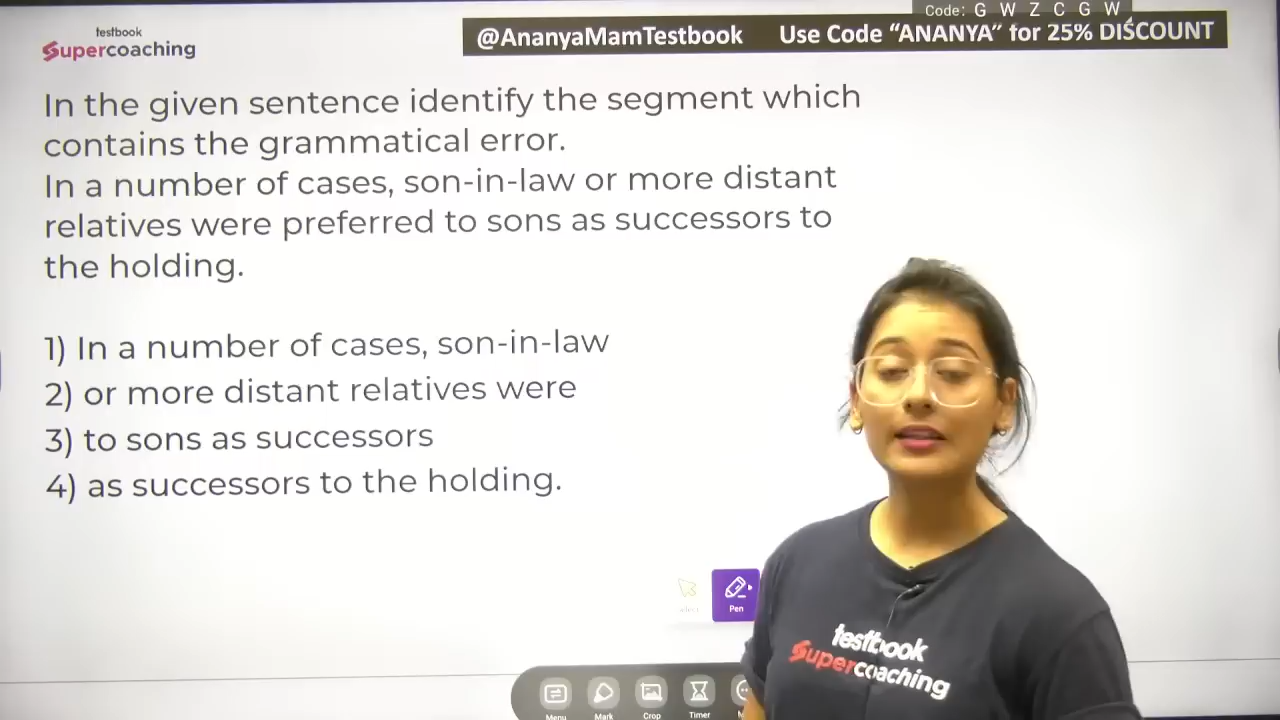 Code: G W Z C G W
testbook
Supercoaching
@AnanyaMamTestbook Use Code “ANANYA” for 25% DISCOUNT
In the given sentence identify the segment which
contains the grammatical error.
In a number of cases, son-in-law or more distant
relatives were preferred to sons as successors to
the holding.
1) In a number of cases, son-in-law
2) or more distant relatives were
3) to sons as successors
4) as successors to the holding.
Select
Pen
testbook
Supercoaching
Menu
Mark
Crop
Timer